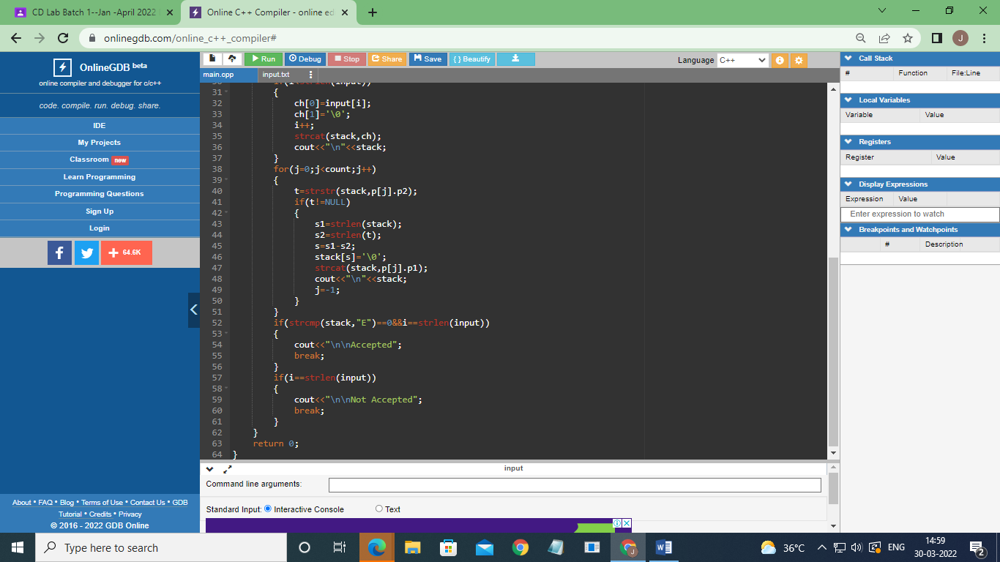 CD Lab Batch 1--Jan -April 2022
Online C++ Compiler - online ed
onlinegdb.com/online_c++_compiler#
J
OnlineGDB beta
online compiler and debugger for c/c++
code. compile. run. debug. share.
IDE
My Projects
Classroom new
Learn Programming
Programming Questions
Sign Up
Login
f + 64.6K
About • FAQ • Blog • Terms of Use • Contact Us • GDB
Tutorial • Credits • Privacy
© 2016 - 2022 GDB Online
Run Debug Stop Share Save { } Beautify
Language C++
main.cpp input.txt
31 {
32 ch[0]=input[i];
33 ch[1]='\0';
34 i++;
35 strcat(stack,ch);
36 cout<<"\n"<<stack;
37 }
38 for(j=0;j<count;j++)
39 {
40 t=strstr(stack,p[j].p2);
41 if(t!=NULL)
42 {
43 s1=strlen(stack);
44 s2=strlen(t);
45 s=s1-s2;
46 stack[s]='\0';
47 strcat(stack,p[j].p1);
48 cout<<"\n"<<stack;
49 j=-1;
50 }
51 }
52 if(strcmp(stack,"E")==0&&i==strlen(input))
53 {
54 cout<<"\n\nAccepted";
55 break;
56 }
57 if(i==strlen(input))
58 {
59 cout<<"\n\nNot Accepted";
60 break;
61 }
62 }
63 return 0;
64 }
input
Command line arguments:
Standard Input: Interactive Console Text
Call Stack
# Function File:Line
Local Variables
Variable Value
Registers
Register Value
Display Expressions
Expression Value
Enter expression to watch
Breakpoints and Watchpoints
# Description
Type here to search
36°C ENG 14:59
30-03-2022
2